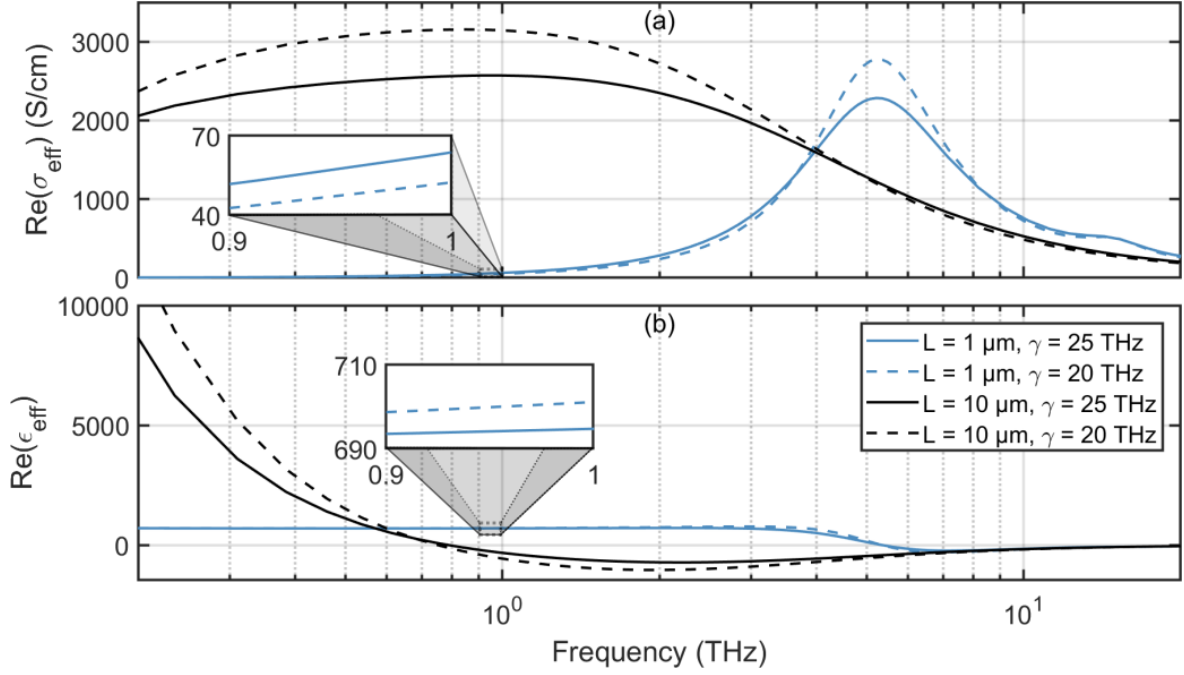 (a)
Re(σeff) (S/cm)
3000
2000
1000
0
70
40
0.9
1
(b)
Re(ϵeff)
10000
5000
0
710
690
0.9
1
L = 1 µm, γ = 25 THz
L = 1 µm, γ = 20 THz
L = 10 µm, γ = 25 THz
L = 10 µm, γ = 20 THz
10⁰
10¹
Frequency (THz)